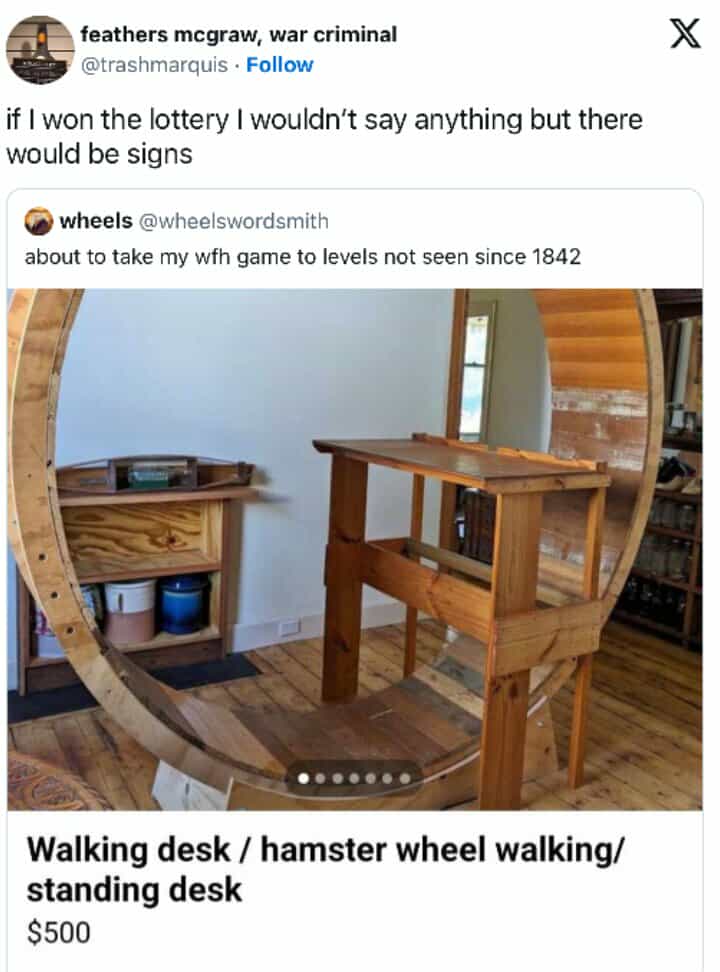 feathers mcgraw, war criminal
@trashmarquis · Follow
if I won the lottery I wouldn’t say anything but there
would be signs
wheels @wheelswordsmith
about to take my wfh game to levels not seen since 1842
Walking desk / hamster wheel walking/
standing desk
$500